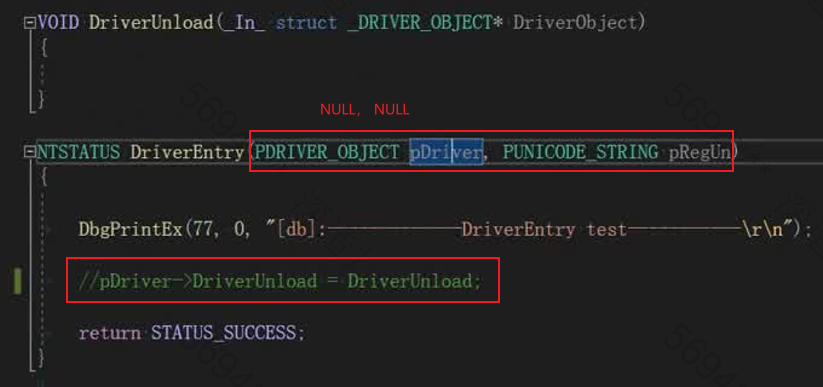 VOID DriverUnload(_In_ struct _DRIVER_OBJECT* DriverObject)
{
}
NULL, NULL
NTSTATUS DriverEntry(PDRIVER_OBJECT pDriver, PUNICODE_STRING pRegUn)
{
DbgPrintEx(77, 0, "[db]:-------------DriverEntry test-----------\r\n");
//pDriver->DriverUnload = DriverUnload;
return STATUS_SUCCESS;
}